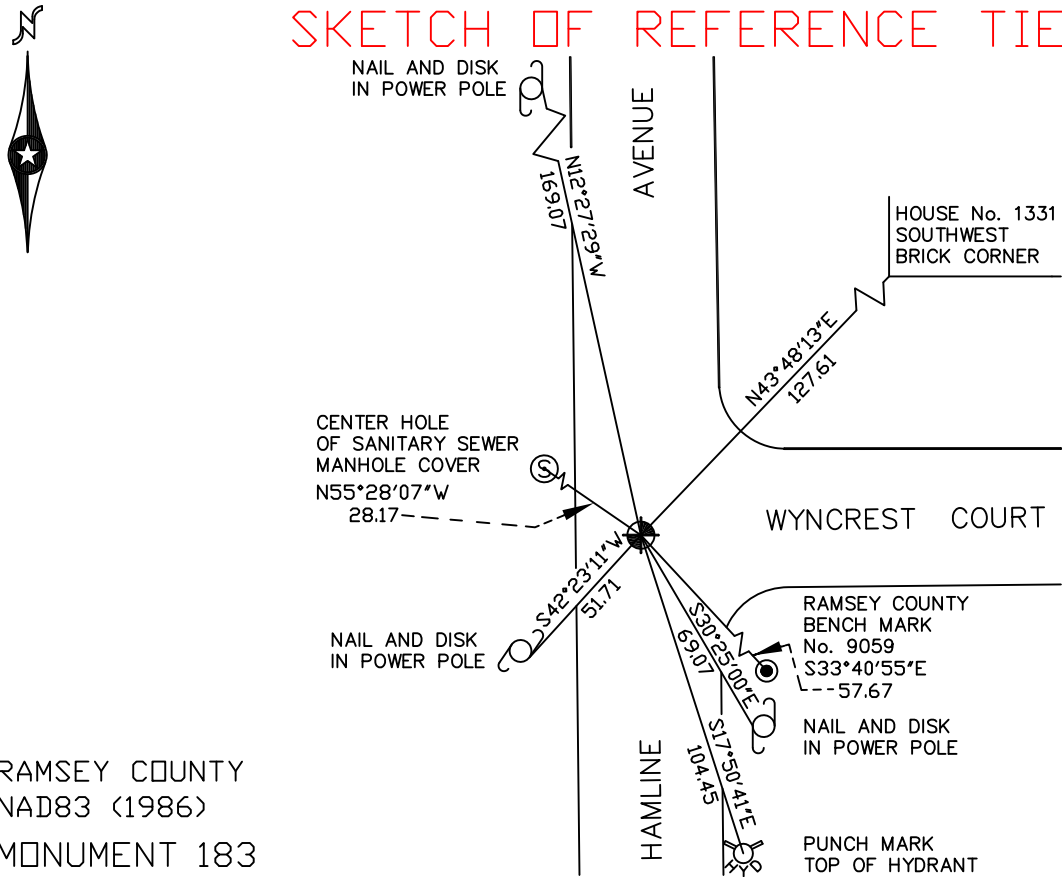 N
SKETCH OF REFERENCE TIE
NAIL AND DISK
IN POWER POLE
AVENUE
N12°27'29"W
169.07
HOUSE No. 1331
SOUTHWEST
BRICK CORNER
N43°48'13"E
127.61
CENTER HOLE
OF SANITARY SEWER
MANHOLE COVER
N55°28'07"W
28.17
S
WYNCREST COURT
S42°23'11"W
51.71
NAIL AND DISK
IN POWER POLE
S30°25'00"E
69.07
RAMSEY COUNTY
BENCH MARK
No. 9059
S33°40'55"E
57.67
NAIL AND DISK
IN POWER POLE
S17°50'41"E
104.45
HAMLINE
PUNCH MARK
TOP OF HYDRANT
HYD
RAMSEY COUNTY
NAD83 (1986)
MONUMENT 183